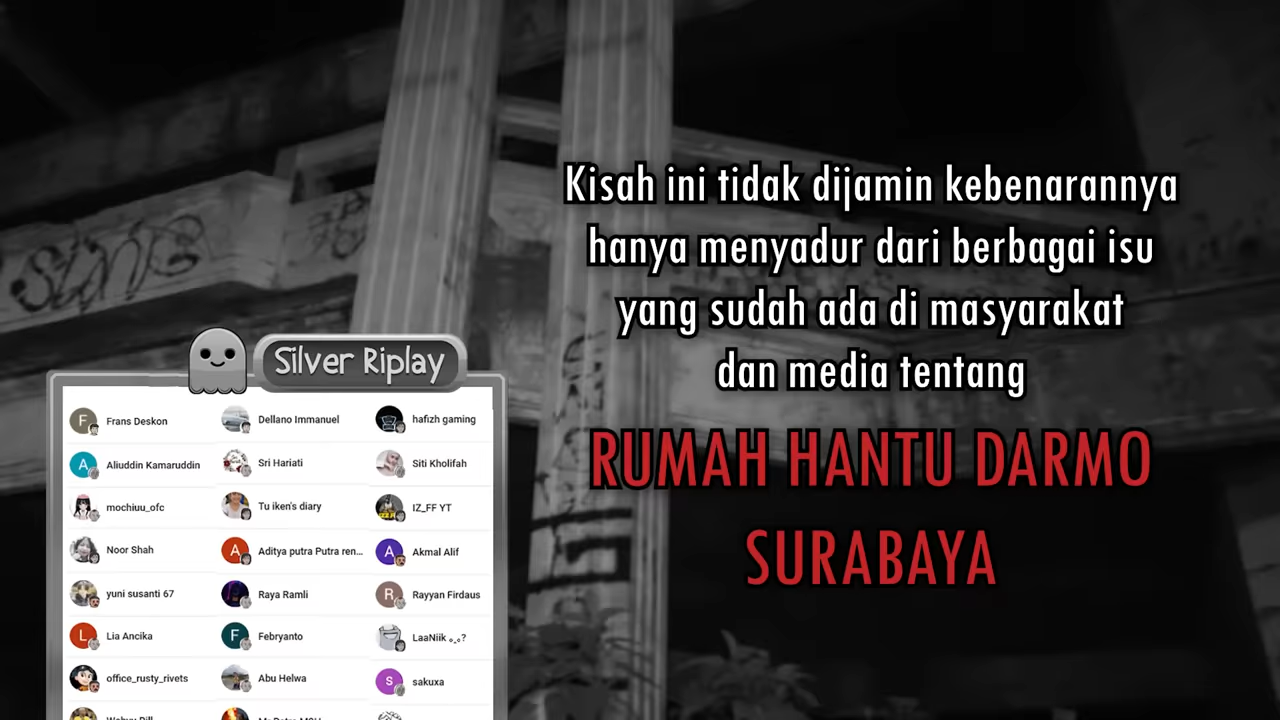 Kisah ini tidak dijamin kebenarannya
hanya menyadur dari berbagai isu
yang sudah ada di masyarakat
dan media tentang
RUMAH HANTU DARMO
SURABAYA
Silver Riplay
F Frans Deskon
Dellano Immanuel
hafizh gaming
A Aliuddin Kamaruddin
Sri Hariati
Siti Kholifah
mochiuu_ofc
Tu iken's diary
IZ_FF YT
Noor Shah
A Aditya putra Putra ren...
A Akmal Alif
yuni susanti 67
Raya Ramli
R Rayyan Firdaus
L Lia Ancika
F Febryanto
LaaNiik ｡‿｡?
office_rusty_rivets
Abu Helwa
S sakuxa